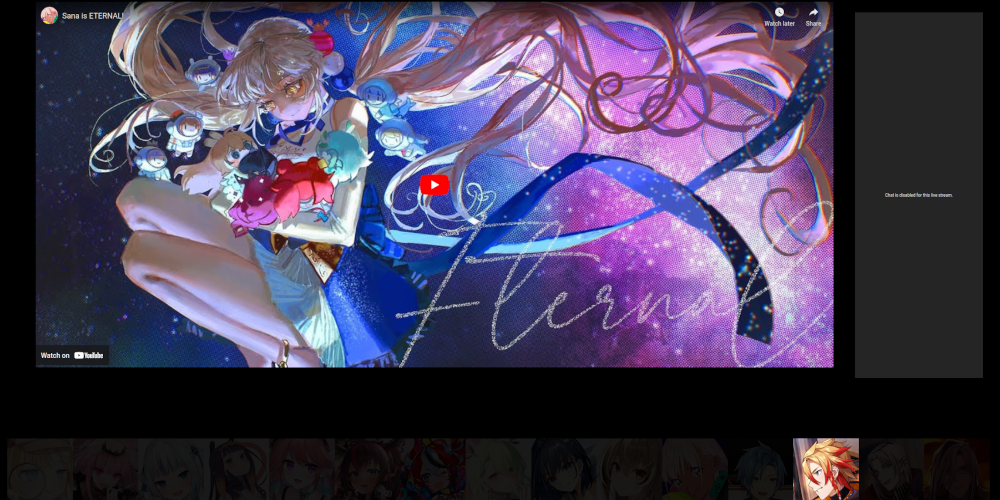 Sana is ETERNAL!
Watch later
Share
Chat is disabled for this live stream.
Eternal
Watch on YouTube